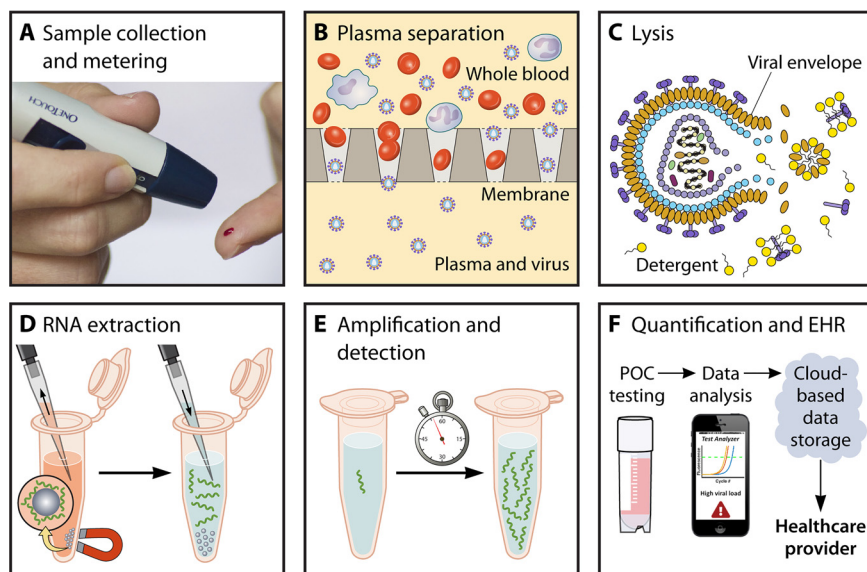 A Sample collection
and metering
ONETOUCH
B Plasma separation
Whole blood
Membrane
Plasma and virus
C Lysis
Viral envelope
Detergent
D RNA extraction
E Amplification and
detection
60
45
15
30
F Quantification and EHR
POC
testing
Data
analysis
Cloud-
based
data
storage
Test Analyzer
Fluorescence
Cycle #
High viral load
Healthcare
provider